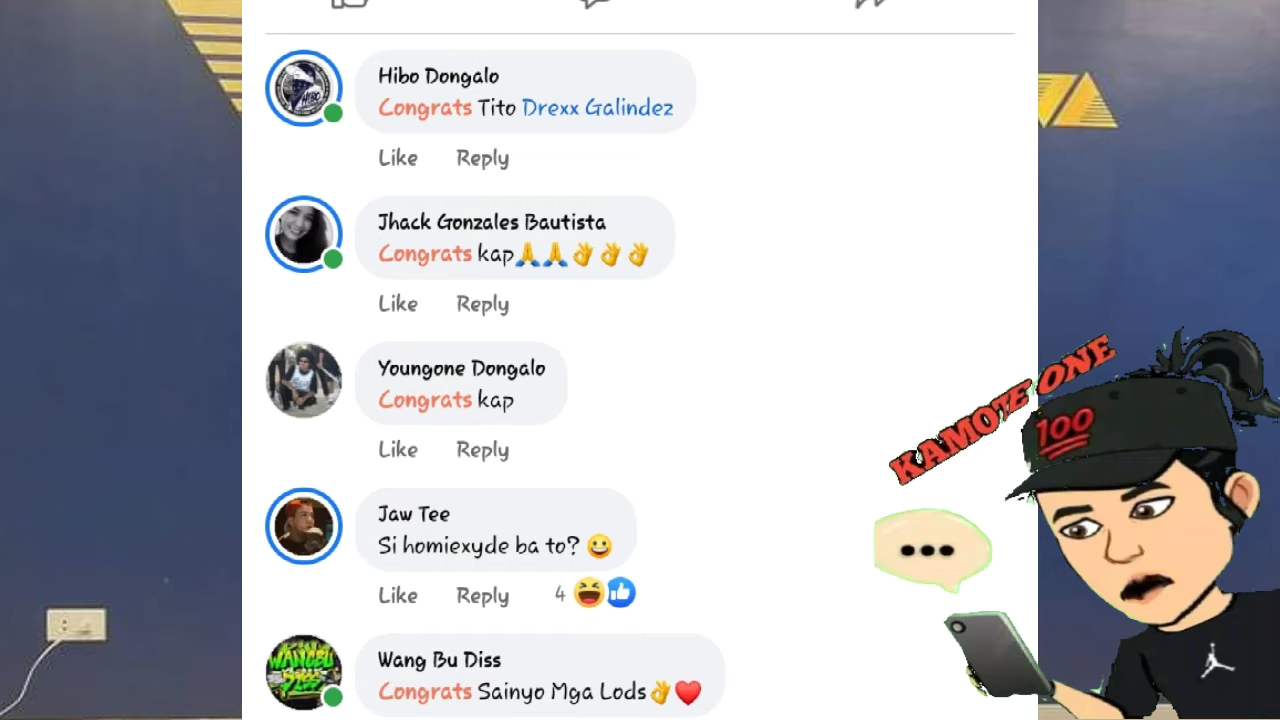 Hibo Dongalo
Congrats Tito Drexx Galindez
Like Reply
Jhack Gonzales Bautista
Congrats kap🙏🙏👌👌👌
Like Reply
Youngone Dongalo
Congrats kap
Like Reply
KAMOTE ONE
100
Jaw Tee
Si homiexyde ba to? 😀
Like Reply 4
Wang Bu Diss
Congrats Sainyo Mga Lods👌❤️
WANGBU